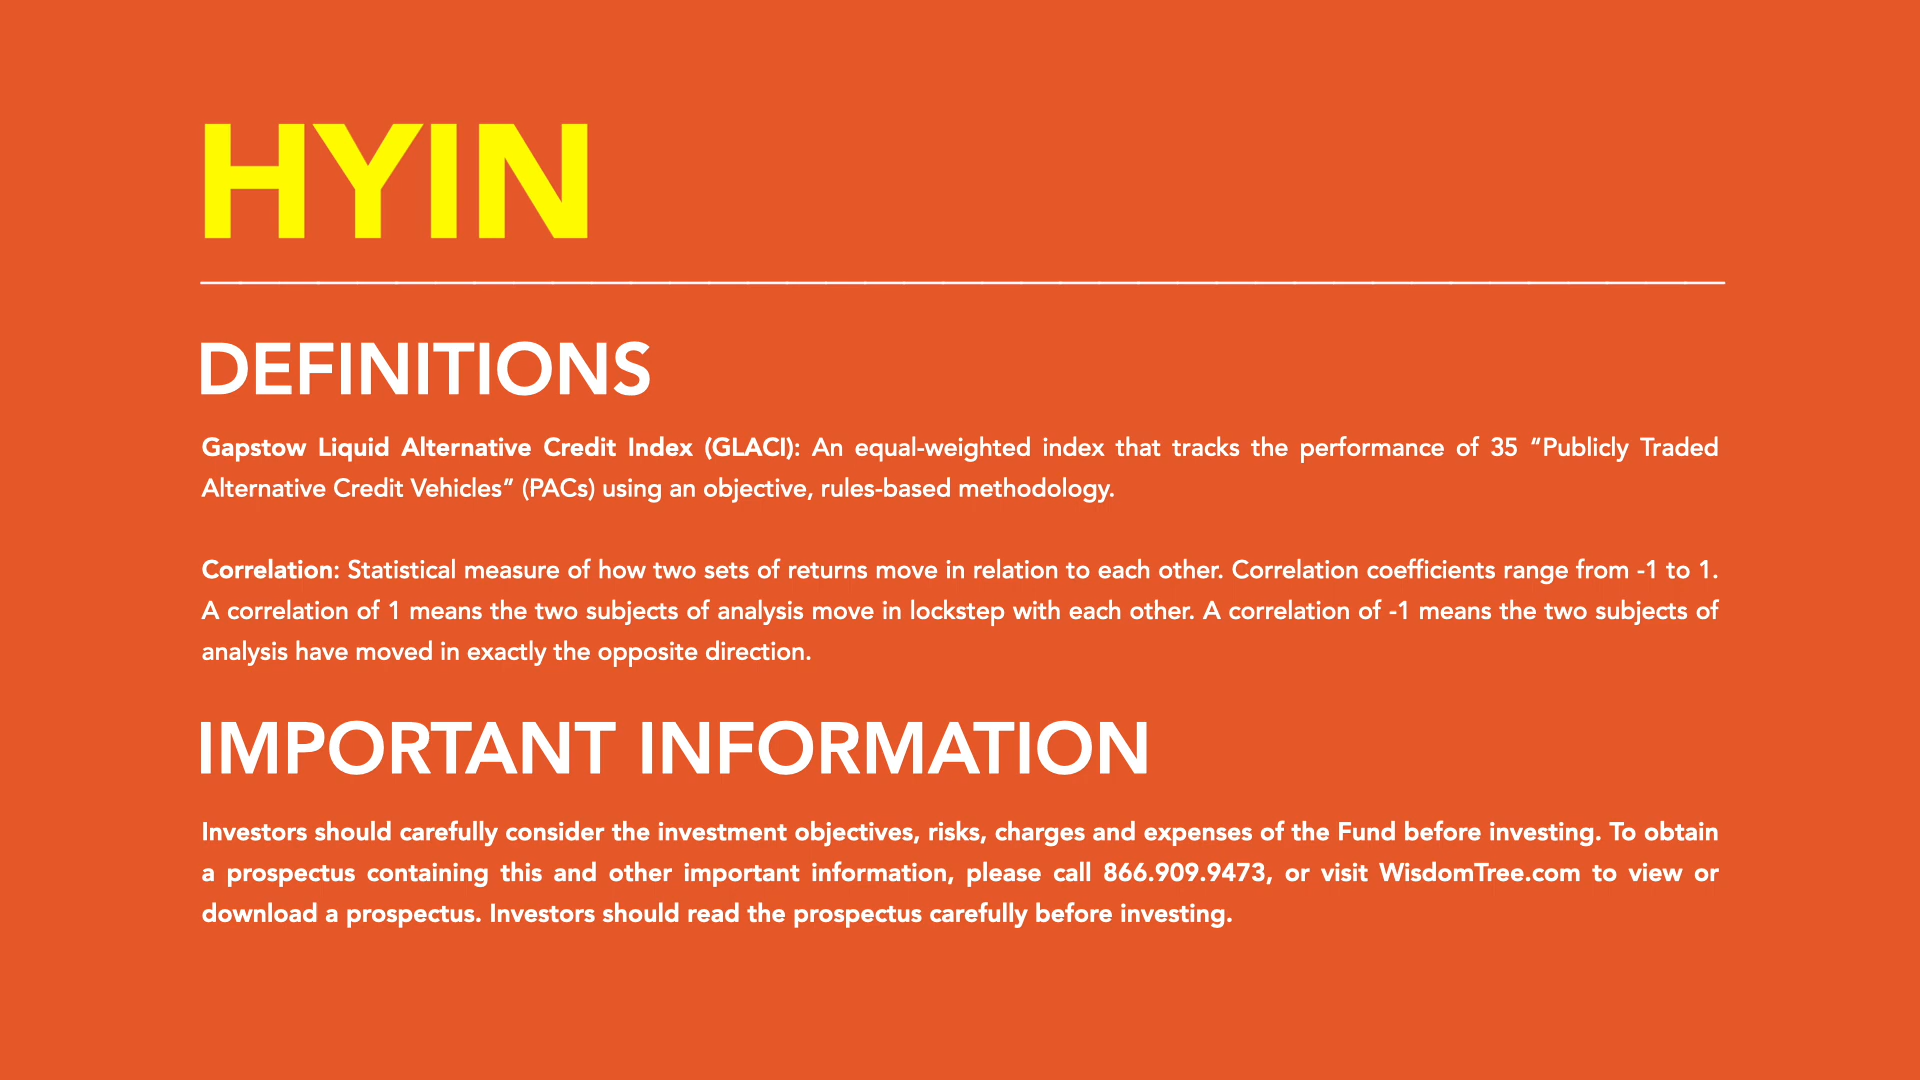 HYIN
DEFINITIONS
Gapstow Liquid Alternative Credit Index (GLACI): An equal-weighted index that tracks the performance of 35 “Publicly Traded
Alternative Credit Vehicles” (PACs) using an objective, rules-based methodology.
Correlation: Statistical measure of how two sets of returns move in relation to each other. Correlation coefficients range from -1 to 1.
A correlation of 1 means the two subjects of analysis move in lockstep with each other. A correlation of -1 means the two subjects of
analysis have moved in exactly the opposite direction.
IMPORTANT INFORMATION
Investors should carefully consider the investment objectives, risks, charges and expenses of the Fund before investing. To obtain
a prospectus containing this and other important information, please call 866.909.9473, or visit WisdomTree.com to view or
download a prospectus. Investors should read the prospectus carefully before investing.